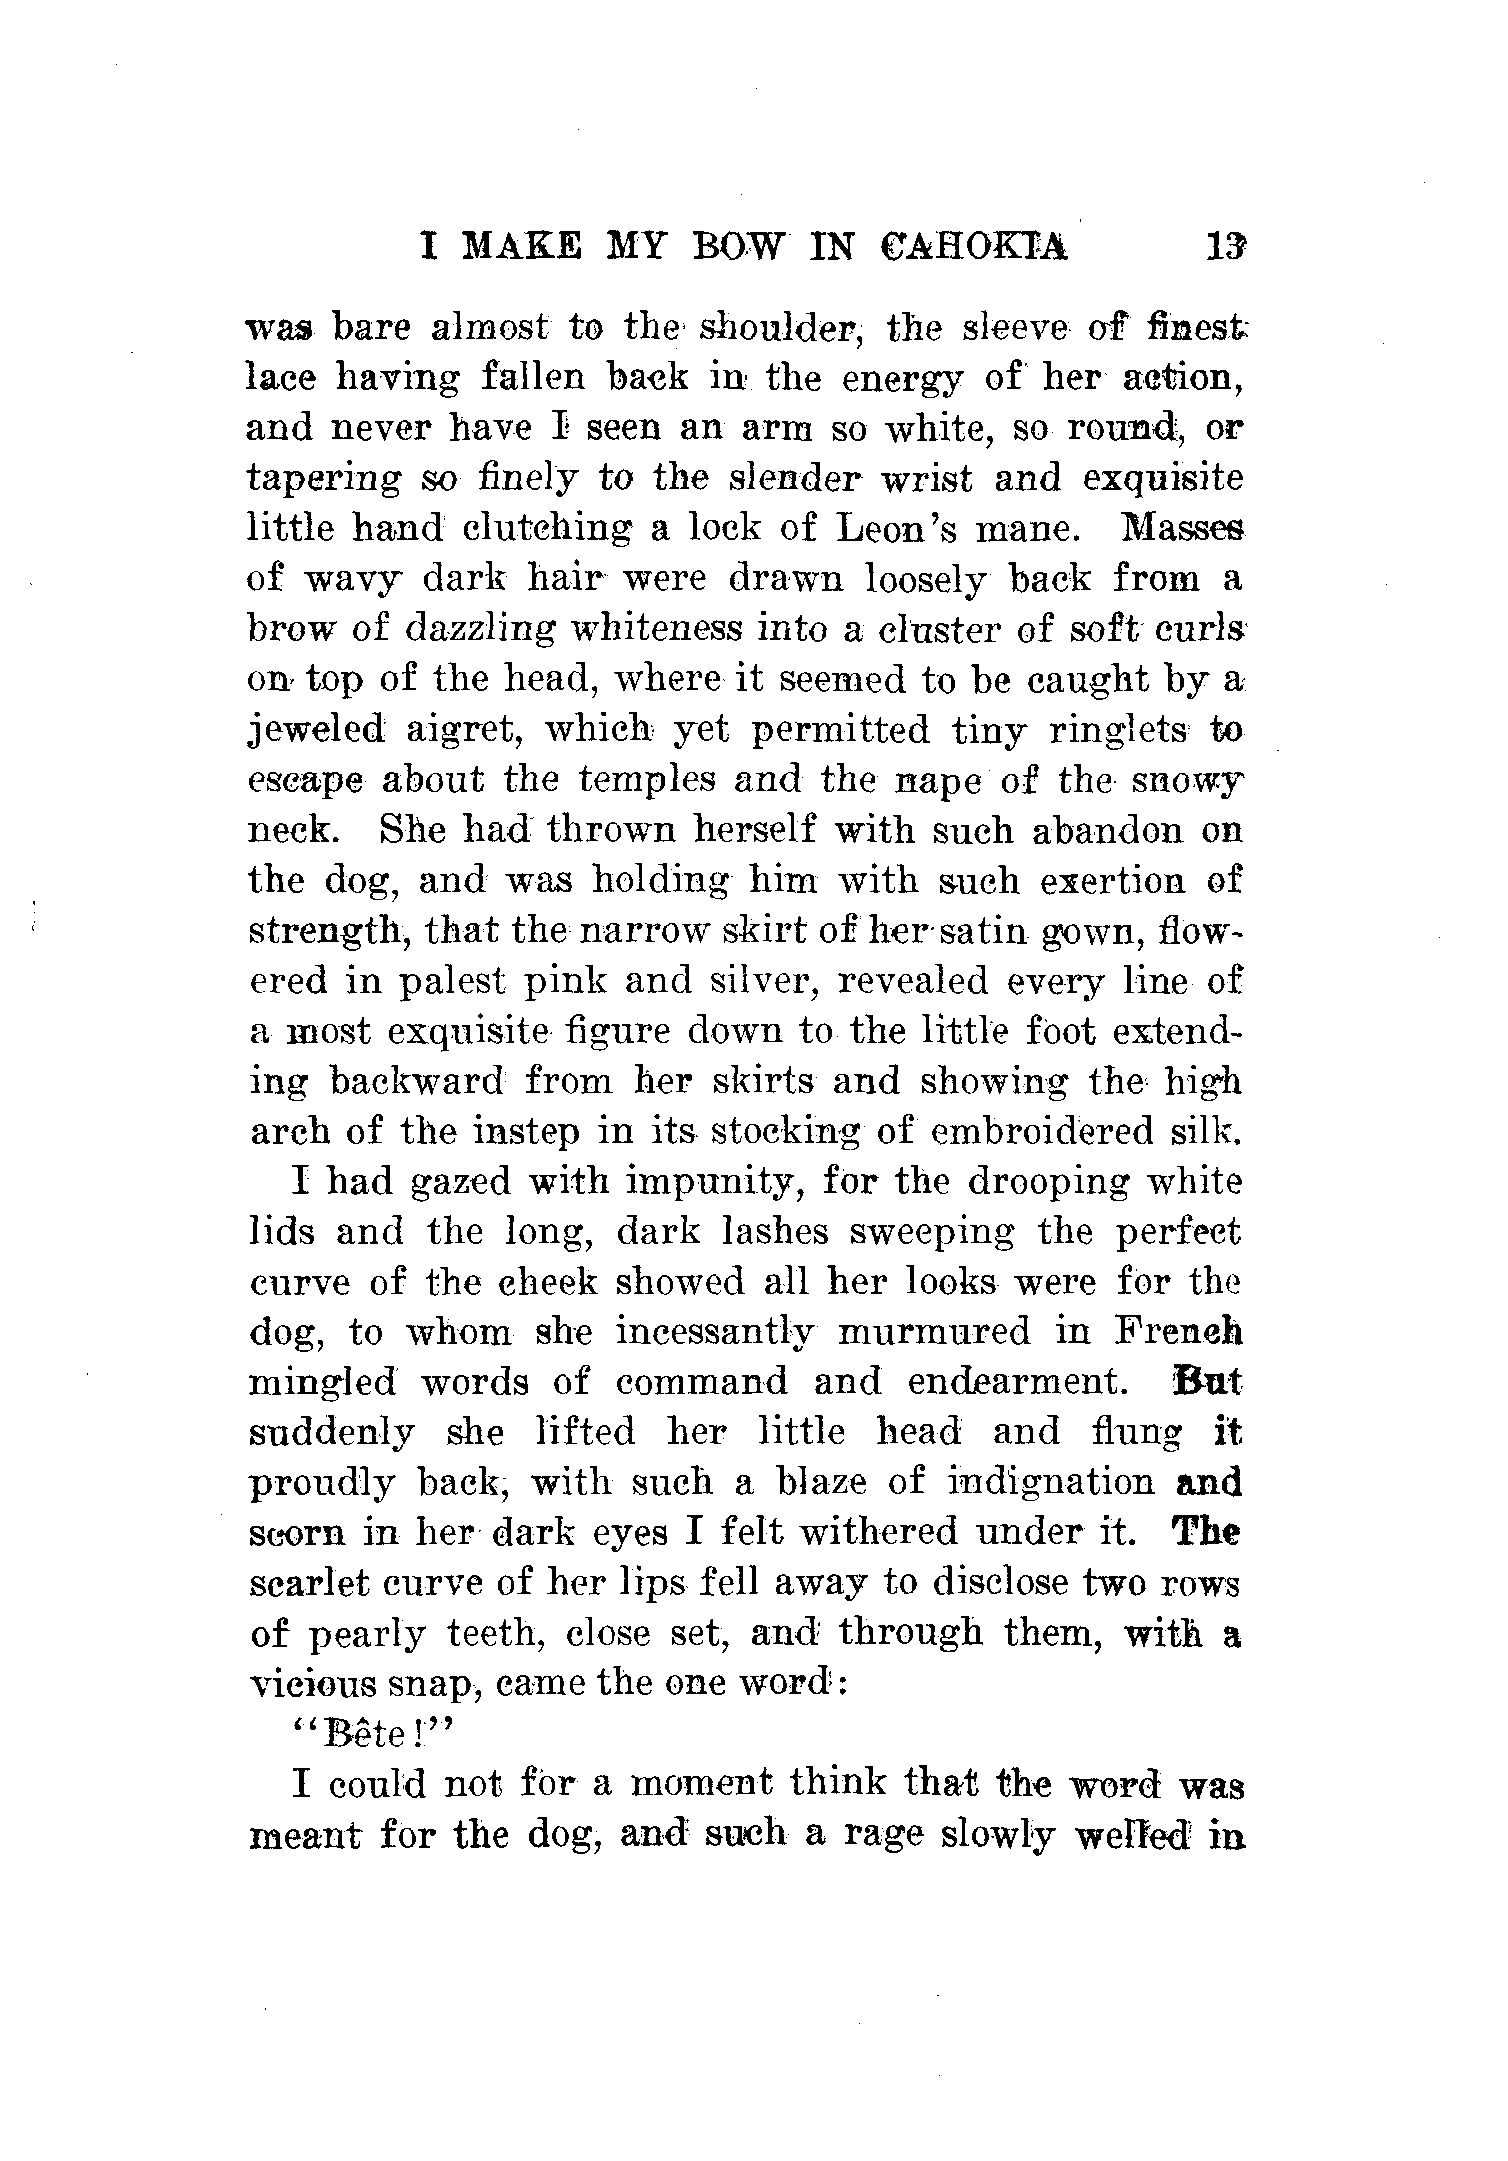 I MAKE MY BOW IN CAHOKIA 13
was bare almost to the shoulder, the sleeve of finest
lace having fallen back in the energy of her action,
and never have I seen an arm so white, so round, or
tapering so finely to the slender wrist and exquisite
little hand clutching a lock of Leon's mane. Masses
of wavy dark hair were drawn loosely back from a
brow of dazzling whiteness into a cluster of soft curls
on top of the head, where it seemed to be caught by a
jeweled aigret, which yet permitted tiny ringlets to
escape about the temples and the nape of the snowy
neck. She had thrown herself with such abandon on
the dog, and was holding him with such exertion of
strength, that the narrow skirt of her satin gown, flow-
ered in palest pink and silver, revealed every line of
a most exquisite figure down to the little foot extend-
ing backward from her skirts and showing the high
arch of the instep in its stocking of embroidered silk.
I had gazed with impunity, for the drooping white
lids and the long, dark lashes sweeping the perfect
curve of the cheek showed all her looks were for the
dog, to whom she incessantly murmured in French
mingled words of command and endearment. But
suddenly she lifted her little head and flung it
proudly back, with such a blaze of indignation and
scorn in her dark eyes I felt withered under it. The
scarlet curve of her lips fell away to disclose two rows
of pearly teeth, close set, and through them, with a
vicious snap, came the one word:
"Bête!"
I could not for a moment think that the word was
meant for the dog, and such a rage slowly welled in